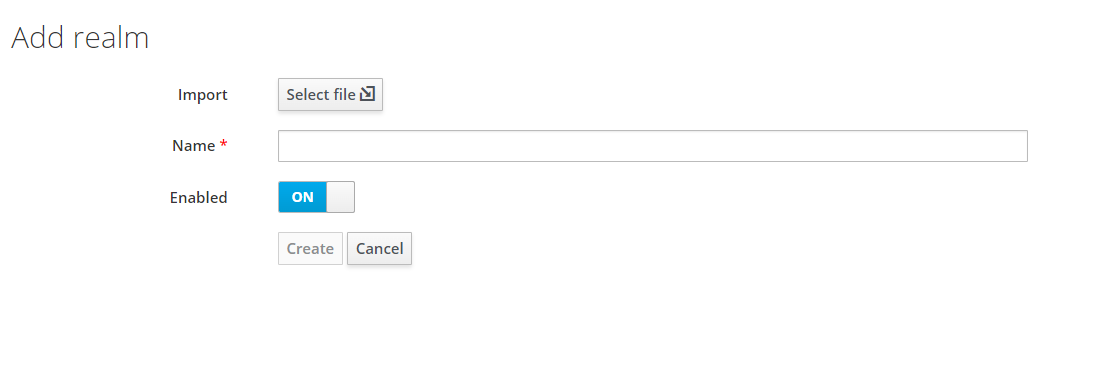 Add realm
Import Select file
Name *
Enabled ON
Create Cancel